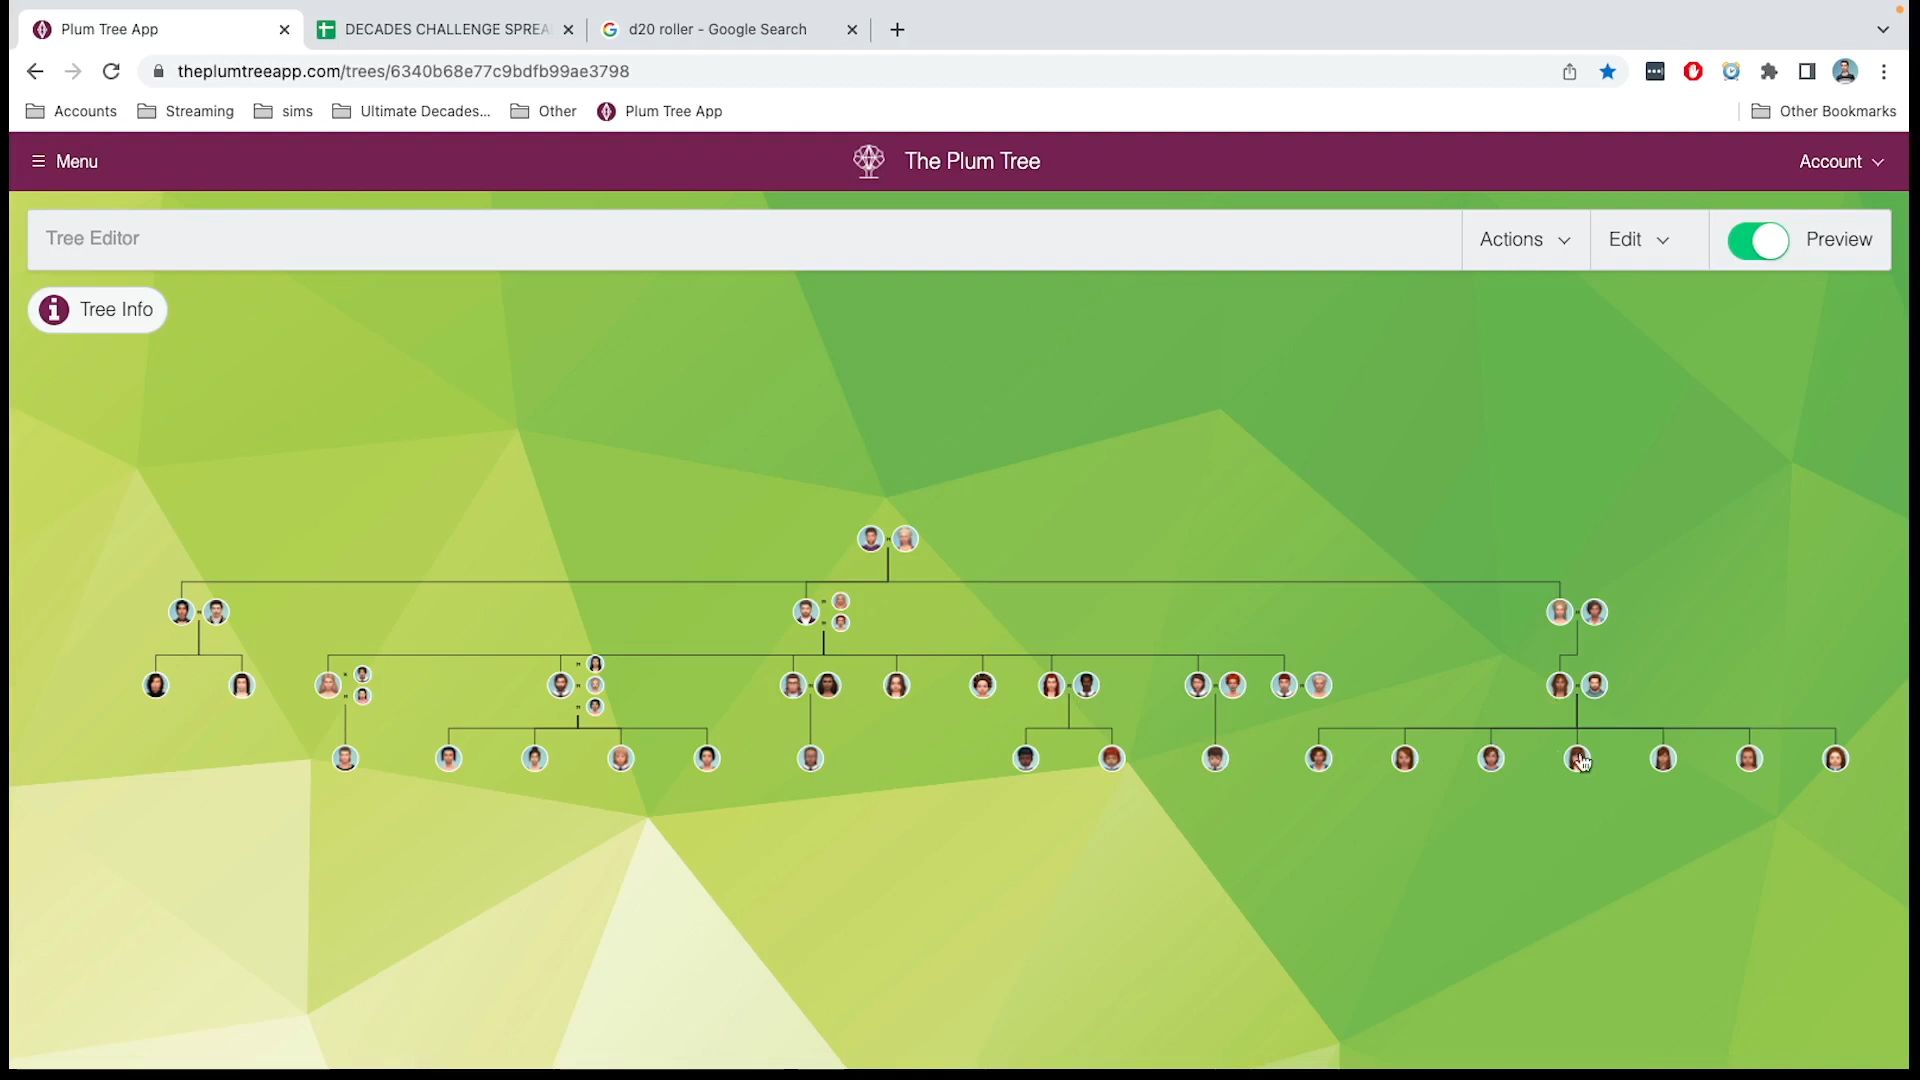 Plum Tree App
DECADES CHALLENGE SPREA
d20 roller - Google Search
theplumtreeapp.com/trees/6340b68e77c9bdfb99ae3798
Accounts
Streaming
sims
Ultimate Decades...
Other
Plum Tree App
Other Bookmarks
Menu
The Plum Tree
Account
Tree Editor
Actions
Edit
Preview
Tree Info